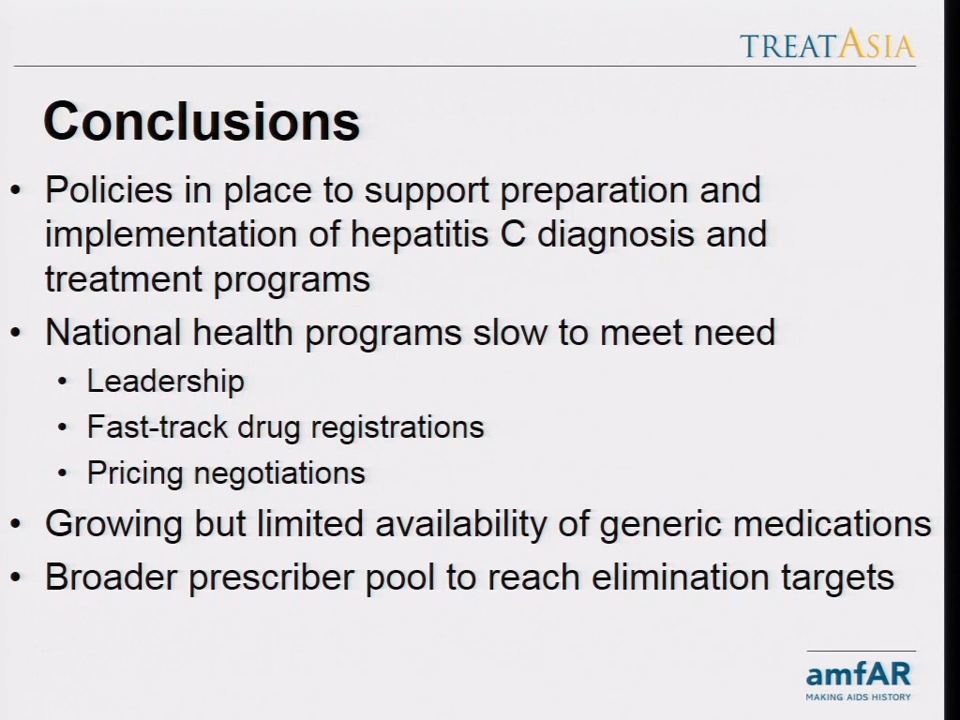 TREATASIA
Conclusions
• Policies in place to support preparation and
implementation of hepatitis C diagnosis and
treatment programs
• National health programs slow to meet need
• Leadership
• Fast-track drug registrations
• Pricing negotiations
• Growing but limited availability of generic medications
• Broader prescriber pool to reach elimination targets
amfAR
MAKING AIDS HISTORY